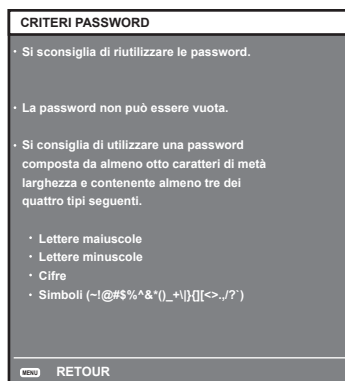 CRITERI PASSWORD
· Si sconsiglia di riutilizzare le password.
· La password non può essere vuota.
· Si consiglia di utilizzare una password
composta da almeno otto caratteri di metà
larghezza e contenente almeno tre dei
quattro tipi seguenti.
· Lettere maiuscole
· Lettere minuscole
· Cifre
· Simboli (~!@#$%^&*()_+\|}{][<>.,/?`)
MENU RETOUR